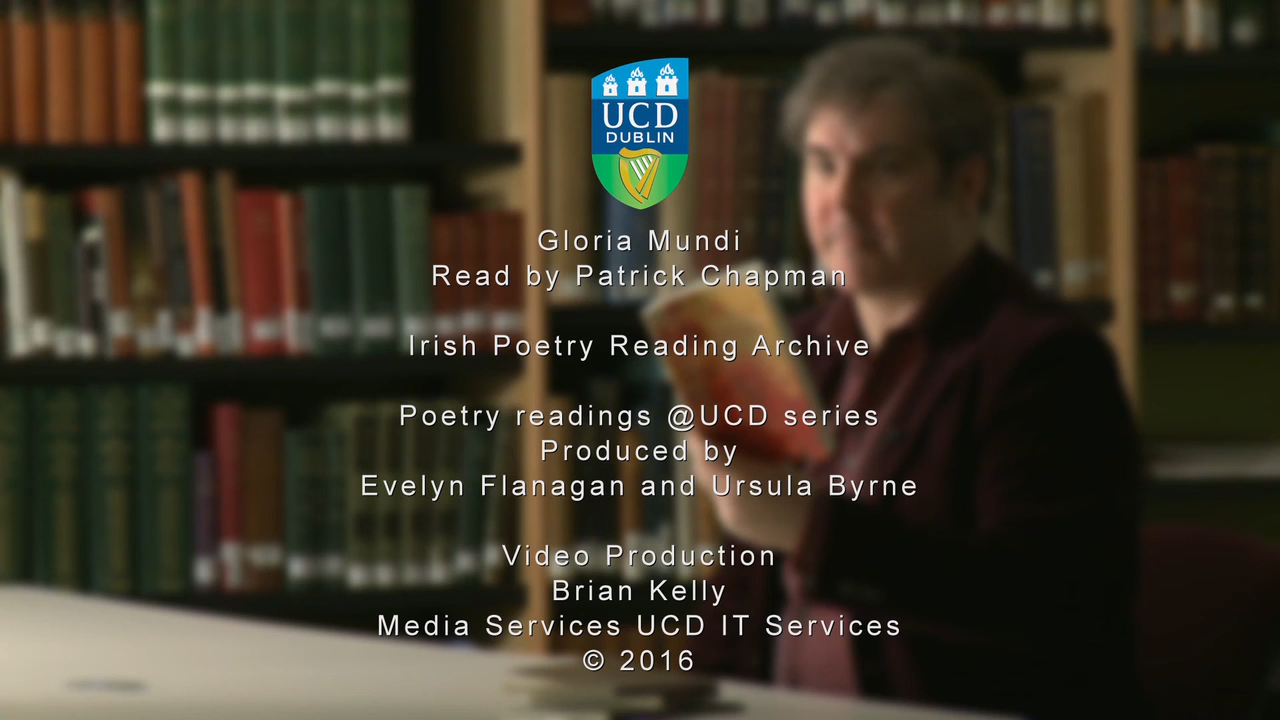 UCD
DUBLIN
Gloria Mundi
Read by Patrick Chapman
Irish Poetry Reading Archive
Poetry readings @UCD series
Produced by
Evelyn Flanagan and Ursula Byrne
Video Production
Brian Kelly
Media Services UCD IT Services
© 2016